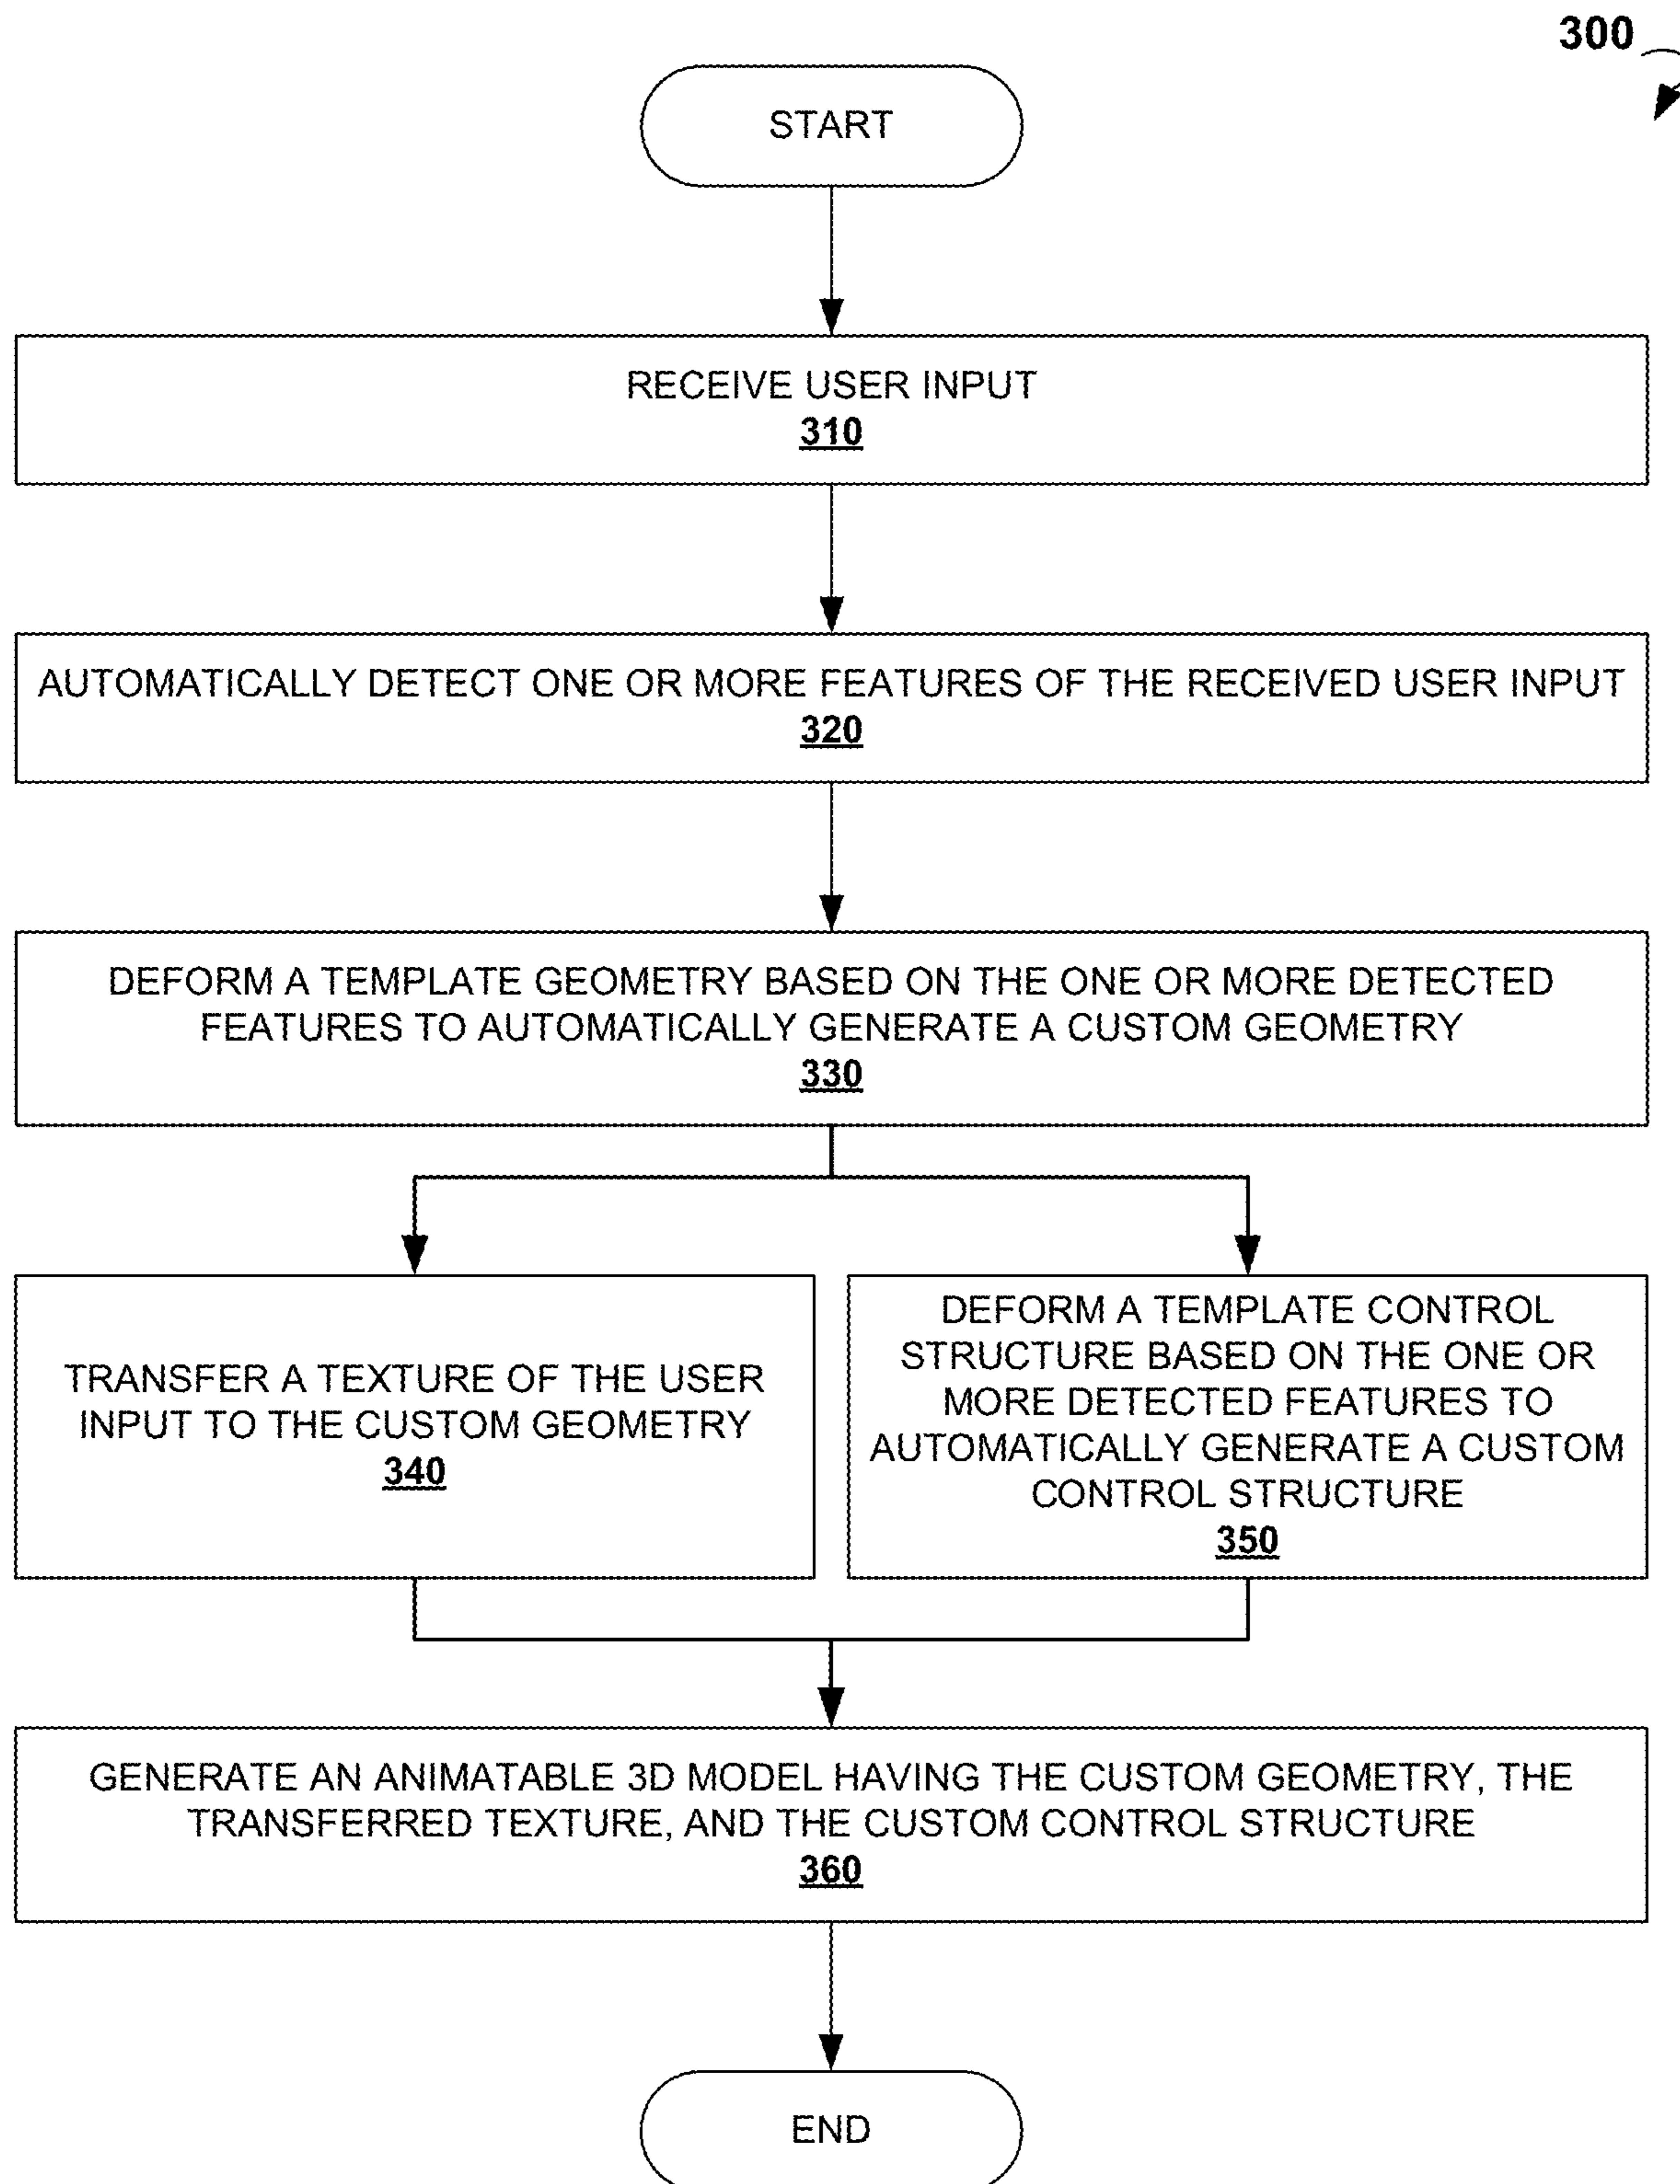 300
START
RECEIVE USER INPUT
310
AUTOMATICALLY DETECT ONE OR MORE FEATURES OF THE RECEIVED USER INPUT
320
DEFORM A TEMPLATE GEOMETRY BASED ON THE ONE OR MORE DETECTED
FEATURES TO AUTOMATICALLY GENERATE A CUSTOM GEOMETRY
330
TRANSFER A TEXTURE OF THE USER
INPUT TO THE CUSTOM GEOMETRY
340
DEFORM A TEMPLATE CONTROL
STRUCTURE BASED ON THE ONE OR
MORE DETECTED FEATURES TO
AUTOMATICALLY GENERATE A CUSTOM
CONTROL STRUCTURE
350
GENERATE AN ANIMATABLE 3D MODEL HAVING THE CUSTOM GEOMETRY, THE
TRANSFERRED TEXTURE, AND THE CUSTOM CONTROL STRUCTURE
360
END